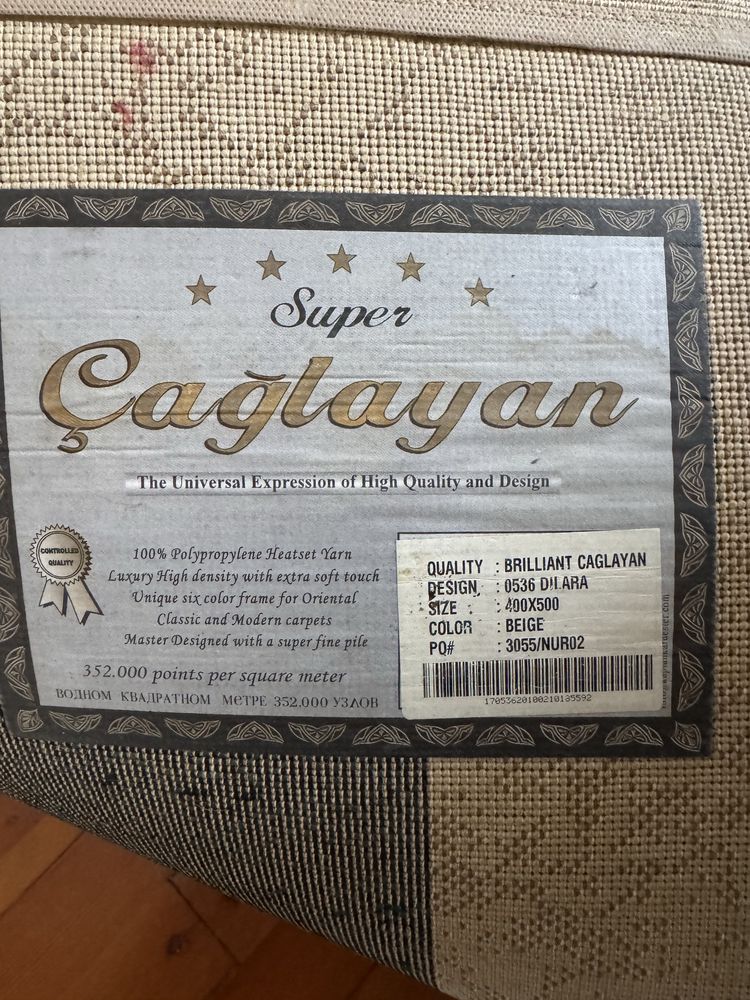 Super
Çağlayan
The Universal Expression of High Quality and Design
CONTROLLED
QUALITY
100% Polypropylene Heatset Yarn
Luxury High density with extra soft touch
Unique six color frame for Oriental
Classic and Modern carpets
Master Designed with a super fine pile
352.000 points per square meter
ВОДНОМ КВАДРАТНОМ МЕТРЕ 352.000 УЗЛОВ
QUALITY : BRILLIANT CAGLAYAN
DESIGN : 0536 DILARA
SIZE : 400X500
COLOR : BEIGE
PO# : 3055/NUR02
17053620100210135592